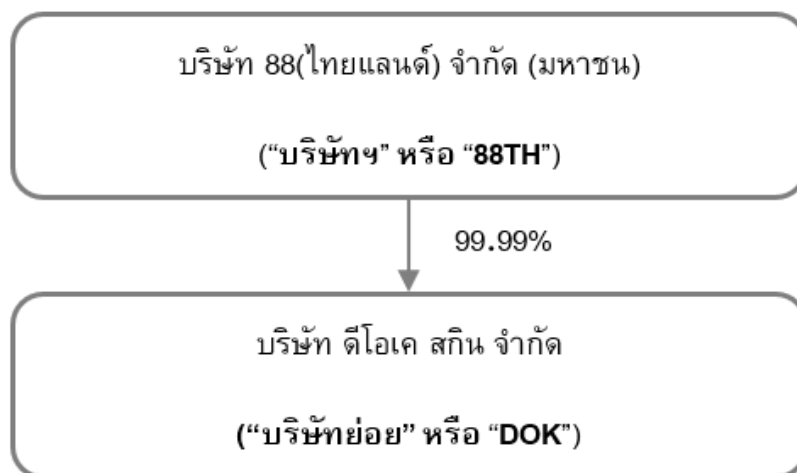 บริษัท 88(ไทยแลนด์) จำกัด (มหาชน)
(“บริษัทฯ” หรือ “88TH”)
99.99%
บริษัท ดีโอเค สกิน จำกัด
(“บริษัทย่อย” หรือ “DOK”)